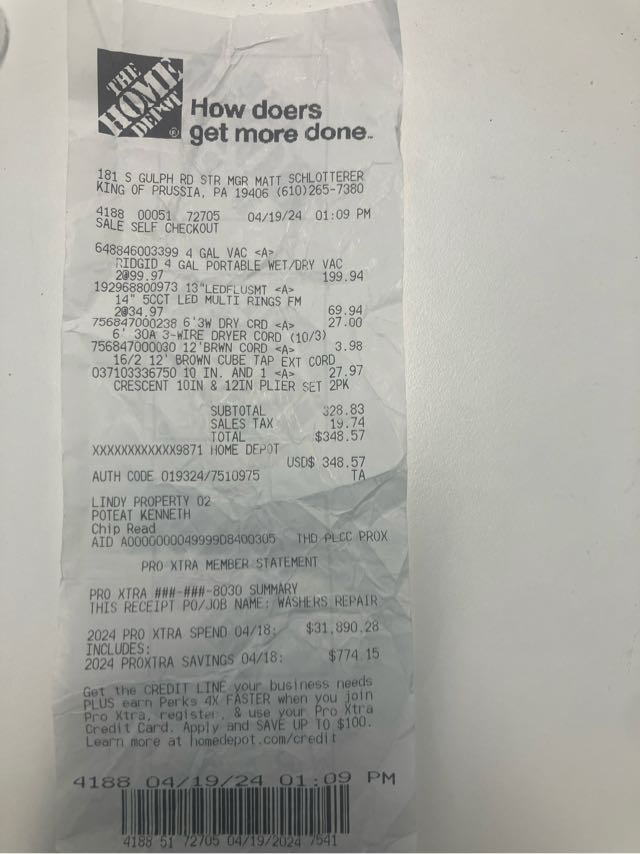 THE
HOME
DEPOT
®
How doers
get more done™
181 S GULPH RD STR MGR MATT SCHLOTTERER
KING OF PRUSSIA, PA 19406 (610)265-7380
4188 00051 72705 04/19/24 01:09 PM
SALE SELF CHECKOUT
648846003399 4 GAL VAC <A>
RIDGID 4 GAL PORTABLE WET/DRY VAC
2@99.97 199.94
192968800973 13"LEDFLUSMT <A>
14" 5CCT LED MULTI RINGS FM
2@34.97 69.94
756847000238 6'3W DRY CRD <A> 27.00
6' 30A 3-WIRE DRYER CORD (10/3)
756847000030 12'BRWN CORD <A> 3.98
16/2 12' BROWN CUBE TAP EXT CORD
037103336750 10 IN. AND 1 <A> 27.97
CRESCENT 10IN & 12IN PLIER SET 2PK
SUBTOTAL 328.83
SALES TAX 19.74
TOTAL $348.57
XXXXXXXXXXXX9871 HOME DEPOT
USD$ 348.57
AUTH CODE 019324/7510975 TA
LINDY PROPERTY 02
POTEAT KENNETH
Chip Read
AID A0000000049999D8400305 THD PLCC PROX
PRO XTRA MEMBER STATEMENT
PRO XTRA ###-###-8030 SUMMARY
THIS RECEIPT PO/JOB NAME: WASHERS REPAIR
2024 PRO XTRA SPEND 04/18: $31,890.28
INCLUDES:
2024 PROXTRA SAVINGS 04/18: $774.15
Get the CREDIT LINE your business needs
PLUS earn Perks 4X FASTER when you join
Pro Xtra, register, & use your Pro Xtra
Credit Card. Apply and SAVE UP TO $100.
Learn more at homedepot.com/credit
4188 04/19/24 01:09 PM
4188 51 72705 04/19/2024 7541